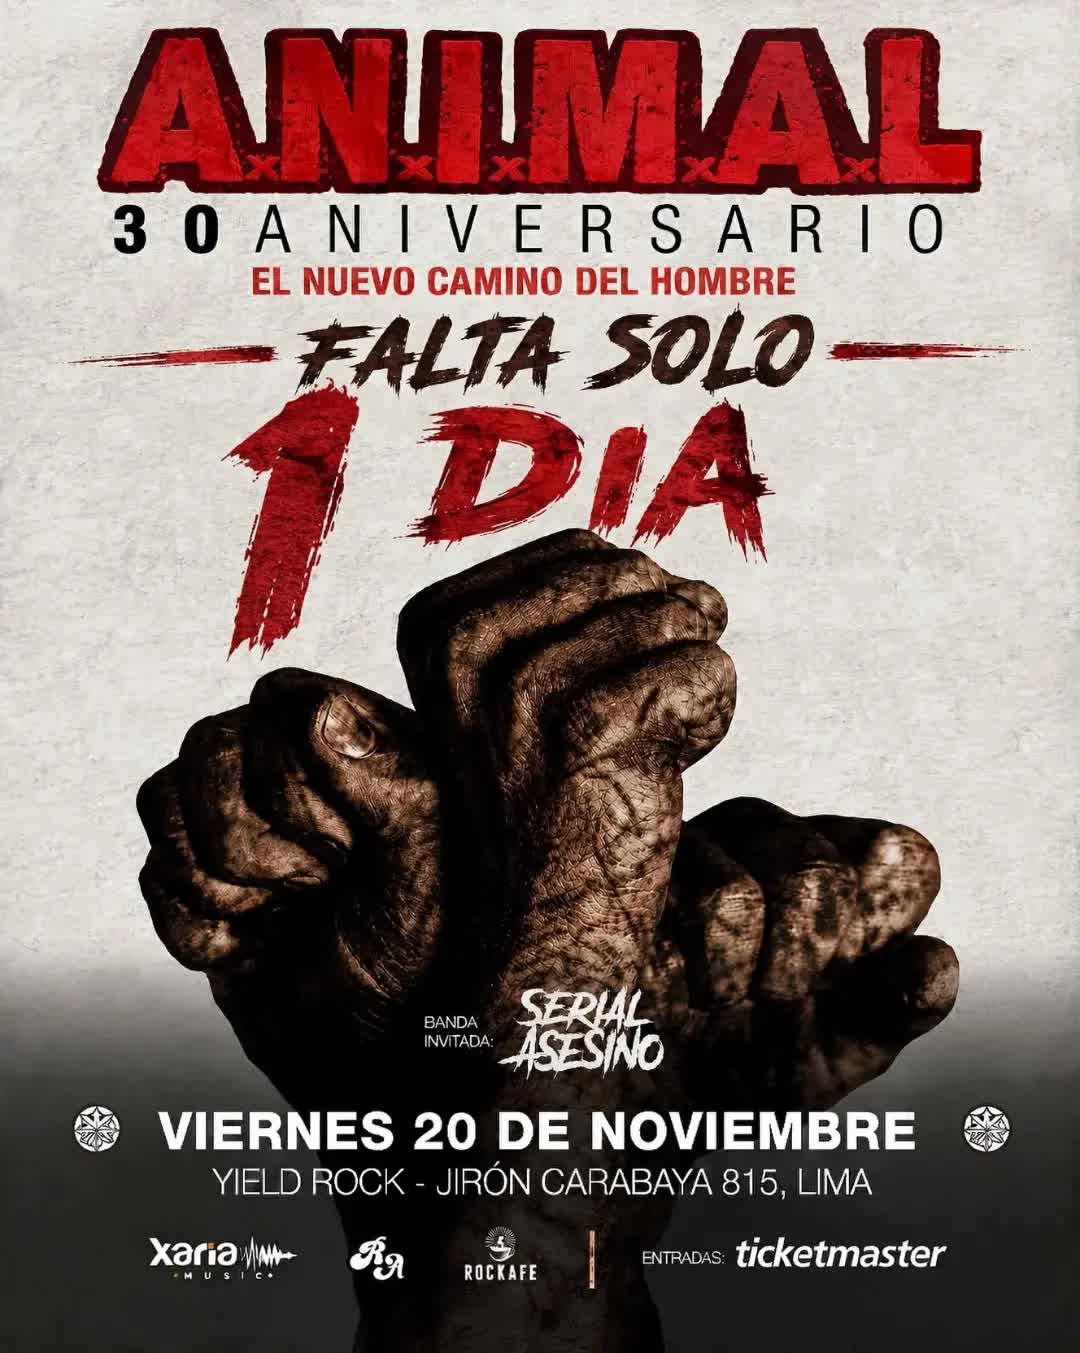 A.N.I.M.A.L
30 ANIVERSARIO
EL NUEVO CAMINO DEL HOMBRE
FALTA SOLO
1 DIA
BANDA
INVITADA:
SERIAL
ASESINO
VIERNES 20 DE NOVIEMBRE
YIELD ROCK - JIRÓN CARABAYA 815, LIMA
xaria
MUSIC
RA
ROCKAFE
ENTRADAS: ticketmaster